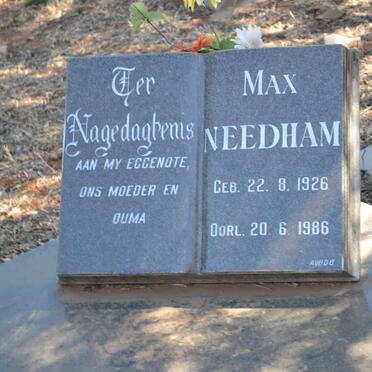 Ter
Nagedagtenis
AAN MY EGGENOTE,
ONS MOEDER EN
OUMA
MAX
NEEDHAM
GEB. 22. 8. 1926
OORL. 20. 6. 1986